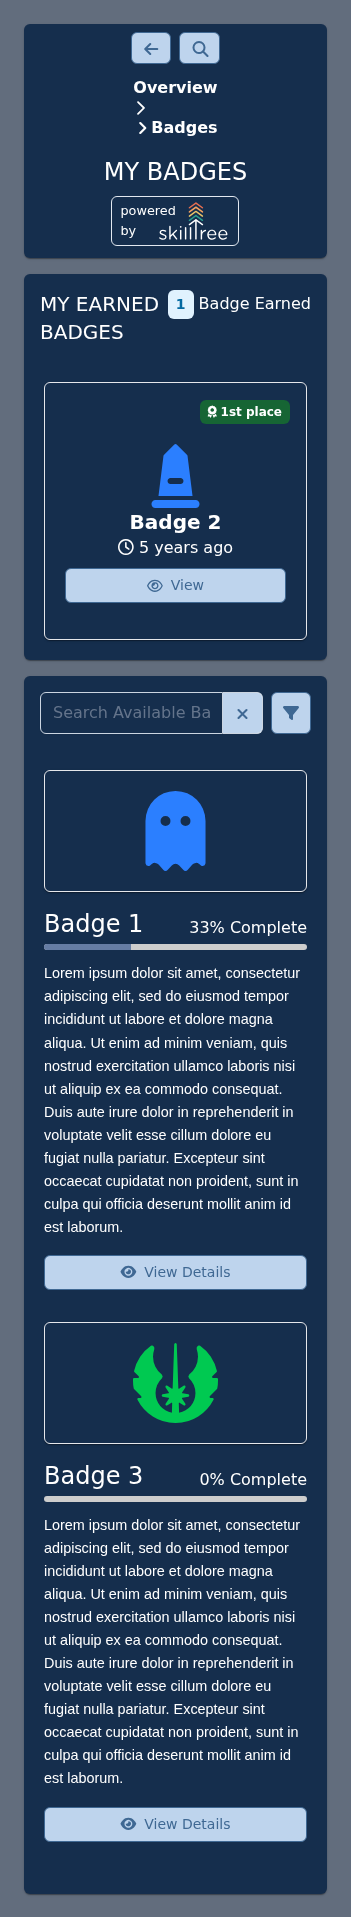 Overview
Badges
MY BADGES
powered
by
skilltree
MY EARNED
BADGES
1 Badge Earned
1st place
Badge 2
5 years ago
View
Search Available Ba
Badge 1
33% Complete
Lorem ipsum dolor sit amet, consectetur
adipiscing elit, sed do eiusmod tempor
incididunt ut labore et dolore magna
aliqua. Ut enim ad minim veniam, quis
nostrud exercitation ullamco laboris nisi
ut aliquip ex ea commodo consequat.
Duis aute irure dolor in reprehenderit in
voluptate velit esse cillum dolore eu
fugiat nulla pariatur. Excepteur sint
occaecat cupidatat non proident, sunt in
culpa qui officia deserunt mollit anim id
est laborum.
View Details
Badge 3
0% Complete
Lorem ipsum dolor sit amet, consectetur
adipiscing elit, sed do eiusmod tempor
incididunt ut labore et dolore magna
aliqua. Ut enim ad minim veniam, quis
nostrud exercitation ullamco laboris nisi
ut aliquip ex ea commodo consequat.
Duis aute irure dolor in reprehenderit in
voluptate velit esse cillum dolore eu
fugiat nulla pariatur. Excepteur sint
occaecat cupidatat non proident, sunt in
culpa qui officia deserunt mollit anim id
est laborum.
View Details